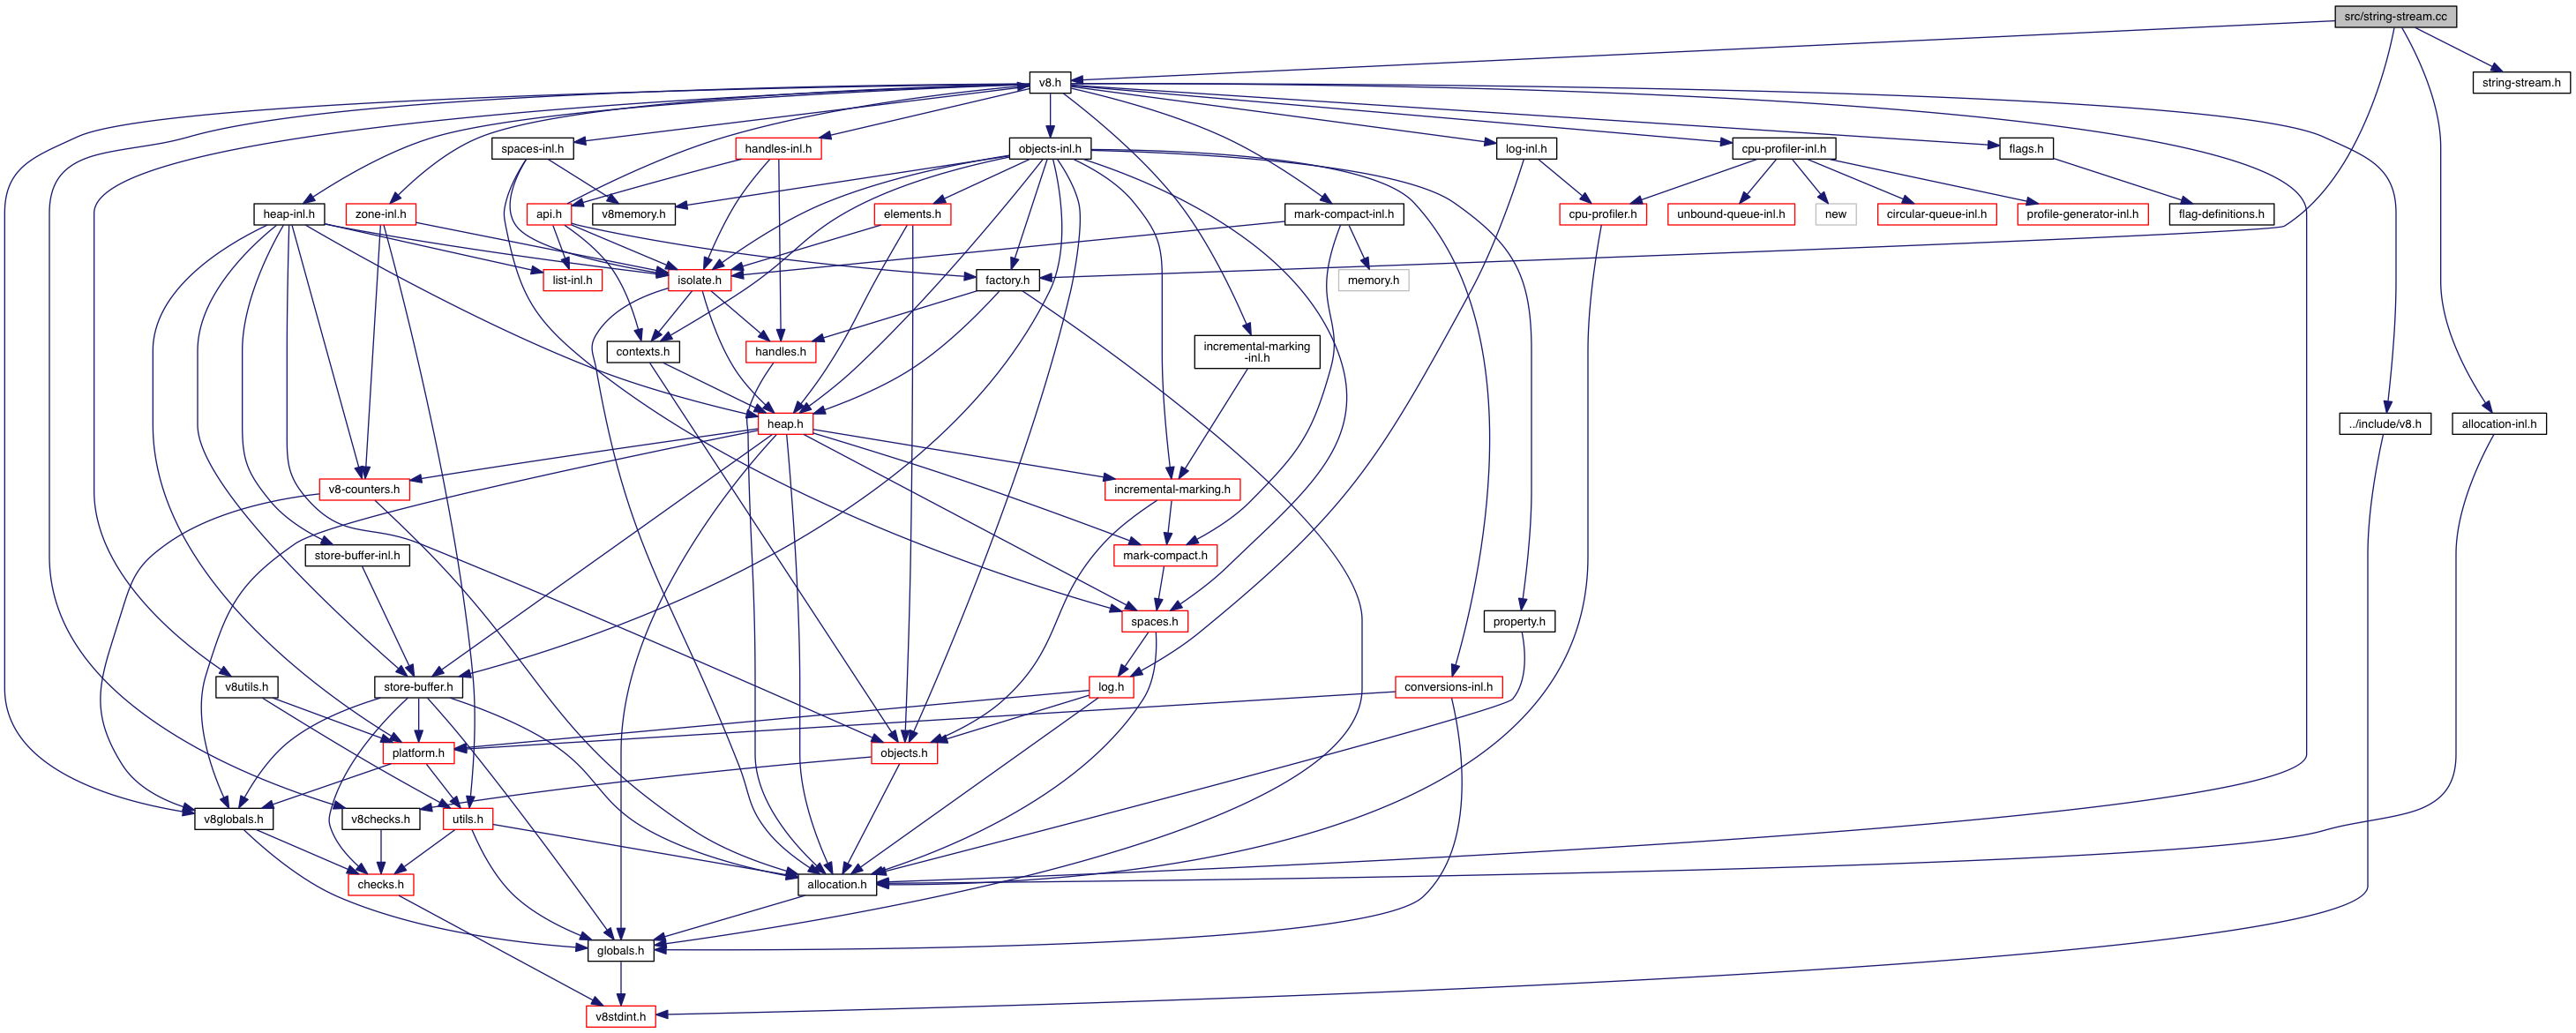 src/string-stream.cc
v8.h
string-stream.h
spaces-inl.h
handles-inl.h
objects-inl.h
log-inl.h
cpu-profiler-inl.h
flags.h
heap-inl.h
zone-inl.h
api.h
v8memory.h
elements.h
mark-compact-inl.h
cpu-profiler.h
unbound-queue-inl.h
new
circular-queue-inl.h
profile-generator-inl.h
flag-definitions.h
list-inl.h
isolate.h
factory.h
memory.h
contexts.h
handles.h
incremental-marking
-inl.h
heap.h
../include/v8.h
allocation-inl.h
v8-counters.h
incremental-marking.h
store-buffer-inl.h
mark-compact.h
spaces.h
property.h
v8utils.h
store-buffer.h
log.h
conversions-inl.h
platform.h
objects.h
v8globals.h
v8checks.h
utils.h
checks.h
allocation.h
globals.h
v8stdint.h